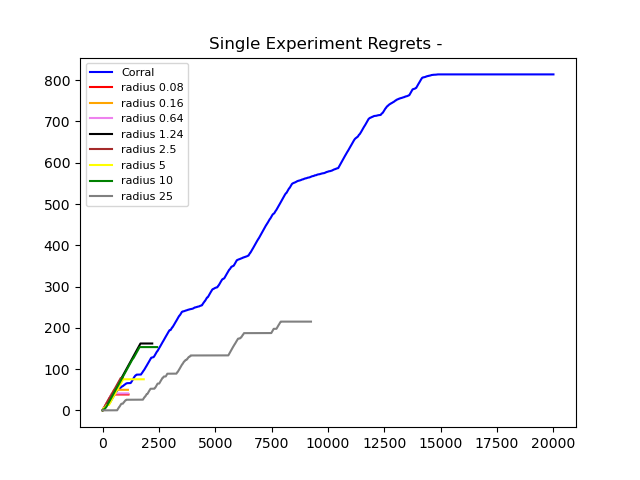 Single Experiment Regrets -
Corral
radius 0.08
radius 0.16
radius 0.64
radius 1.24
radius 2.5
radius 5
radius 10
radius 25
800
700
600
500
400
300
200
100
0
0 2500 5000 7500 10000 12500 15000 17500 20000